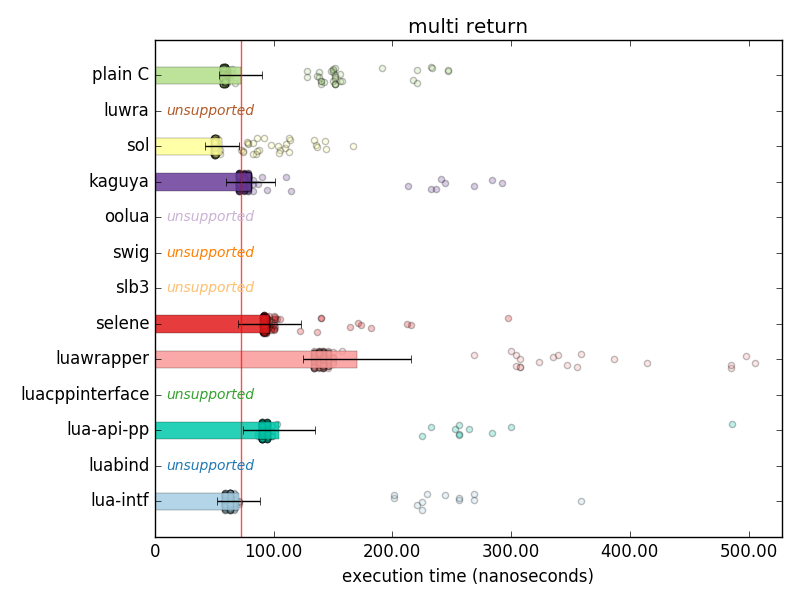 multi return
plain C
luwra unsupported
sol
kaguya
oolua unsupported
swig unsupported
slb3 unsupported
selene
luawrapper
luacppinterface unsupported
lua-api-pp
luabind unsupported
lua-intf
0 100.00 200.00 300.00 400.00 500.00
execution time (nanoseconds)